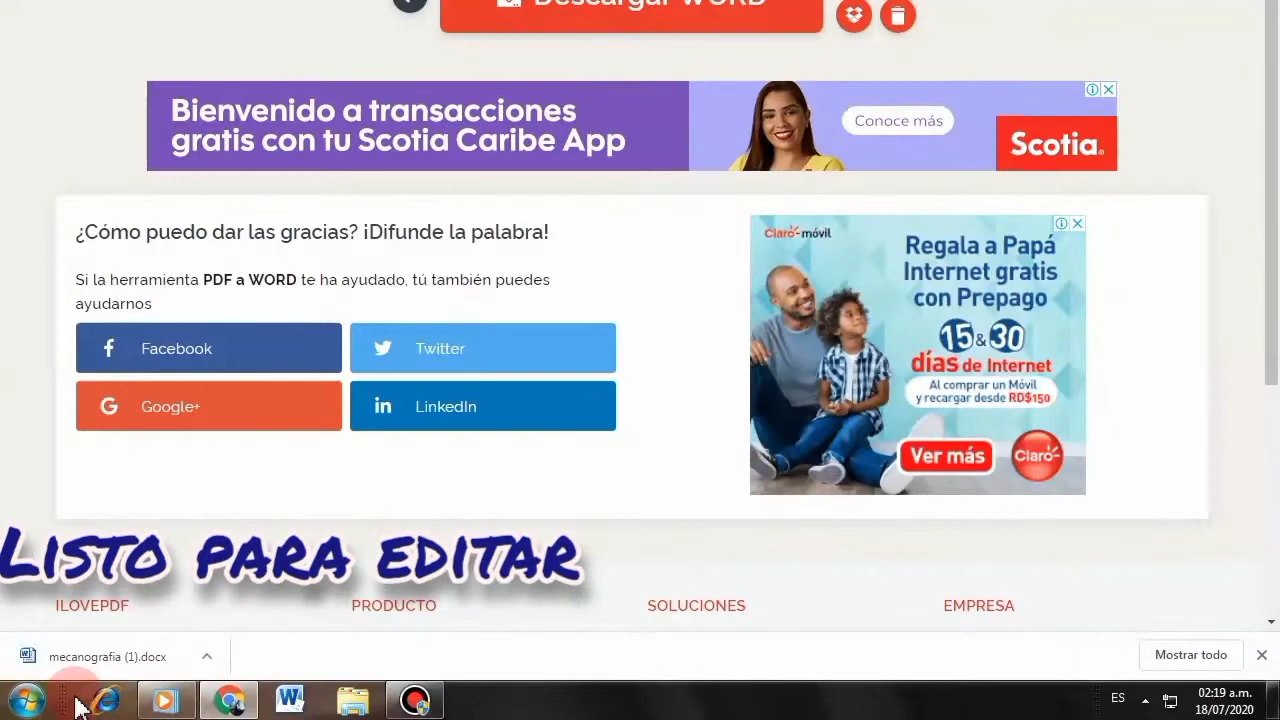 Descargar WORD
Bienvenido a transacciones
gratis con tu Scotia Caribe App
Conoce más
Scotia.
¿Cómo puedo dar las gracias? ¡Difunde la palabra!
Si la herramienta PDF a WORD te ha ayudado, tú también puedes
ayudarnos
Facebook
Twitter
Google+
LinkedIn
Claro-móvil
Regala a Papá
Internet gratis
con Prepago
15 & 30
días de Internet
Al comprar un Móvil
y recargar desde RD$150
Ver más
Claro-
Listo para editar
ILOVEPDF
PRODUCTO
SOLUCIONES
EMPRESA
mecanografía (1).docx
Mostrar todo
ES
02:19 a.m.
18/07/2020